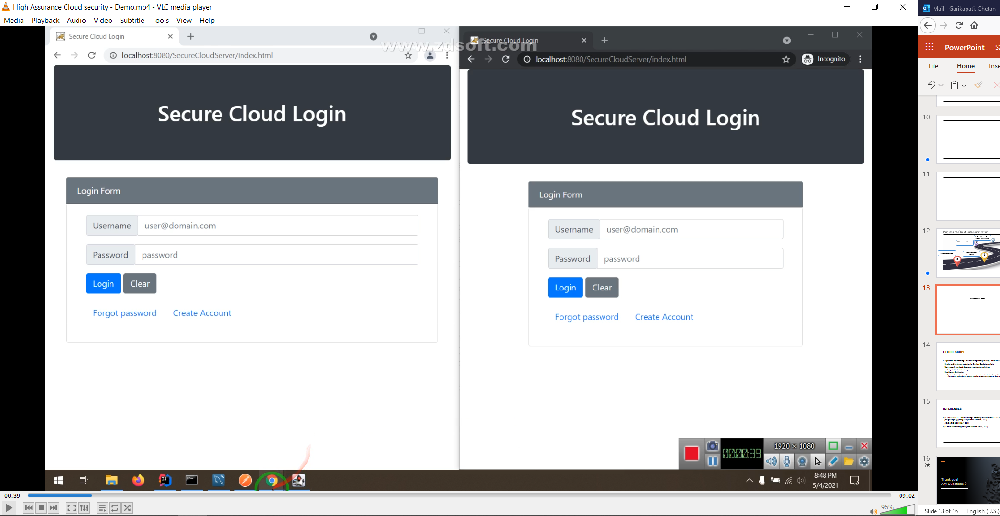 High Assurance Cloud security - Demo.mp4 - VLC media player
Media Playback Audio Video Subtitle Tools View Help
Secure Cloud Login
localhost:8080/SecureCloudServer/index.html
Secure Cloud Login
Login Form
Username user@domain.com
Password password
Login Clear
Forgot password Create Account
www.zdsoft.com
Secure Cloud Login
localhost:8080/SecureCloudServer/index.html
Incognito
Secure Cloud Login
Login Form
Username user@domain.com
Password password
Login Clear
Forgot password Create Account
1920 × 1080
00:00:39
8:48 PM
5/4/2021
00:39
09:02
95%
Mail - Garikapati, Chetan -
PowerPoint
File Home Inse
10
11
12
Progress on Cloud Data Sanitization
13
14
FUTURE SCOPE
15
REFERENCES
16
Thank you!
Any Questions ?
Slide 13 of 16 English (U.S.)